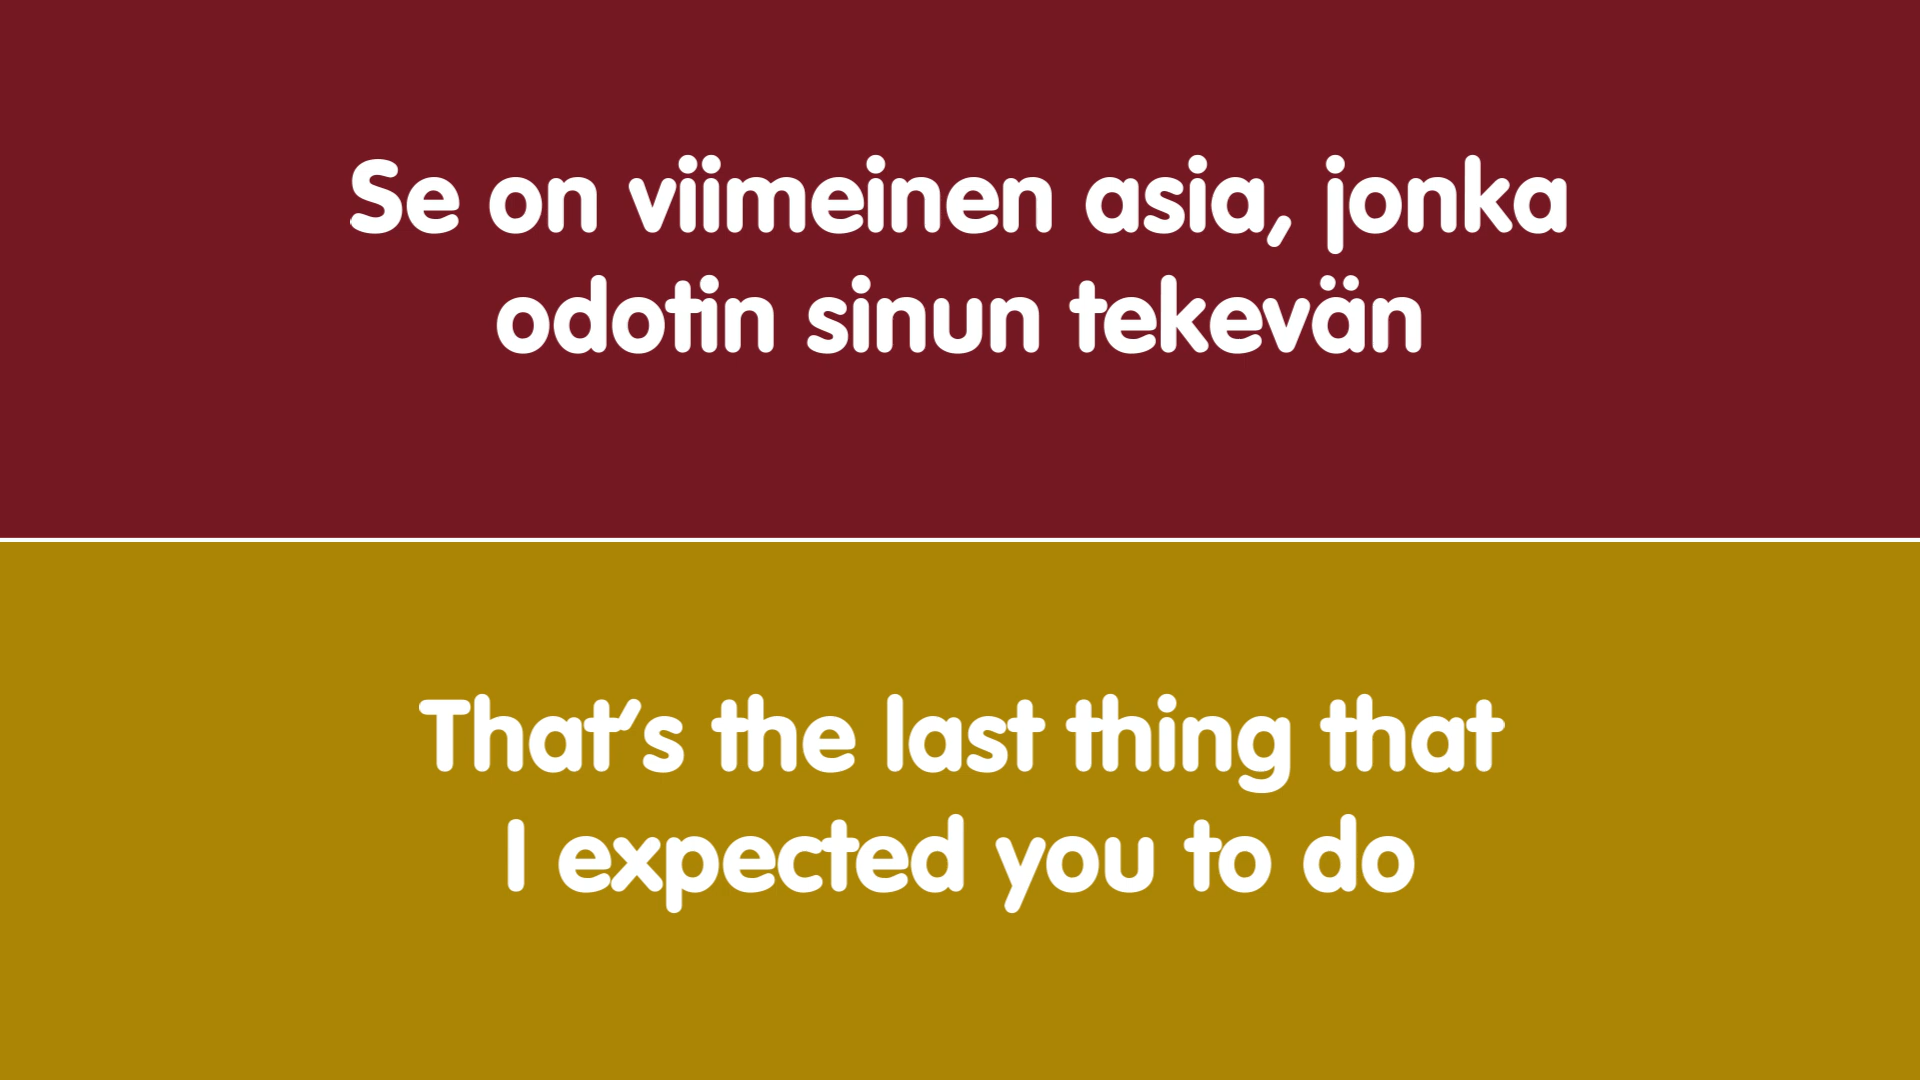 Se on viimeinen asia, jonka
odotin sinun tekevän
That's the last thing that
I expected you to do